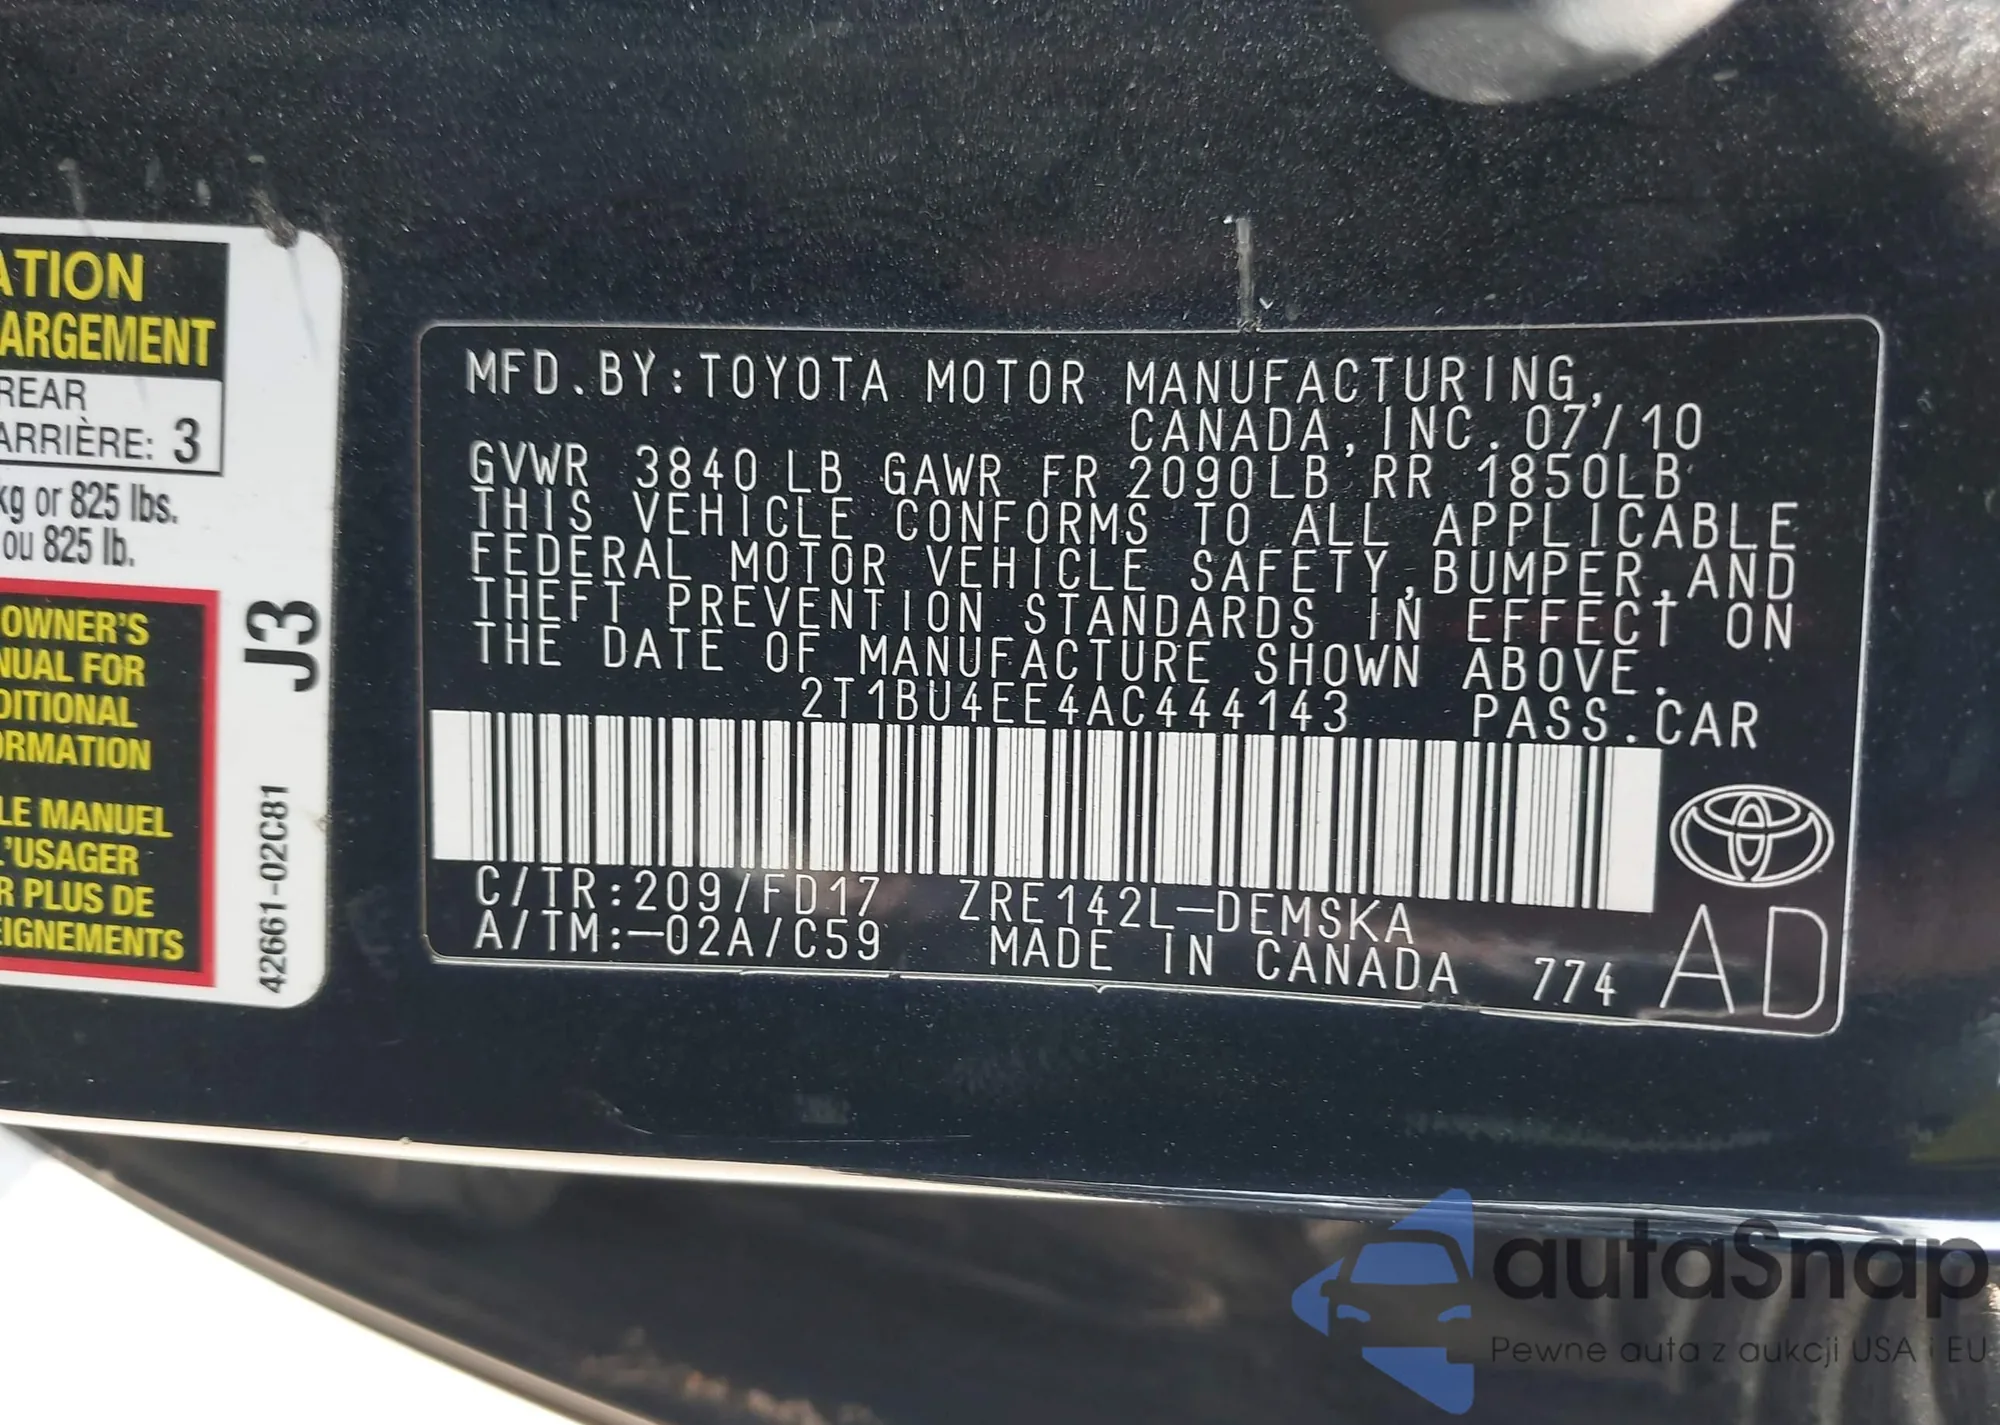 ATION
ARGEMENT
REAR
ARRIÈRE: 3
kg or 825 lbs.
ou 825 lb.
OWNER'S
NUAL FOR
DITIONAL
ORMATION
LE MANUEL
L'USAGER
R PLUS DE
EIGNEMENTS
J3
42661-02C81
MFD.BY:TOYOTA MOTOR MANUFACTURING,
CANADA,INC.07/10
GVWR 3840LB GAWR FR 2090LB RR 1850LB
THIS VEHICLE CONFORMS TO ALL APPLICABLE
FEDERAL MOTOR VEHICLE SAFETY,BUMPER,AND
THEFT PREVENTION STANDARDS IN EFFECT ON
THE DATE OF MANUFACTURE SHOWN ABOVE.
2T1BU4EE4AC444143 PASS.CAR
C/TR:209/FD17 ZRE142L-DEMSKA
A/TM:-02A/C59 MADE IN CANADA 774
AD
autaSnap
Pewne auta z aukcji USA i EU